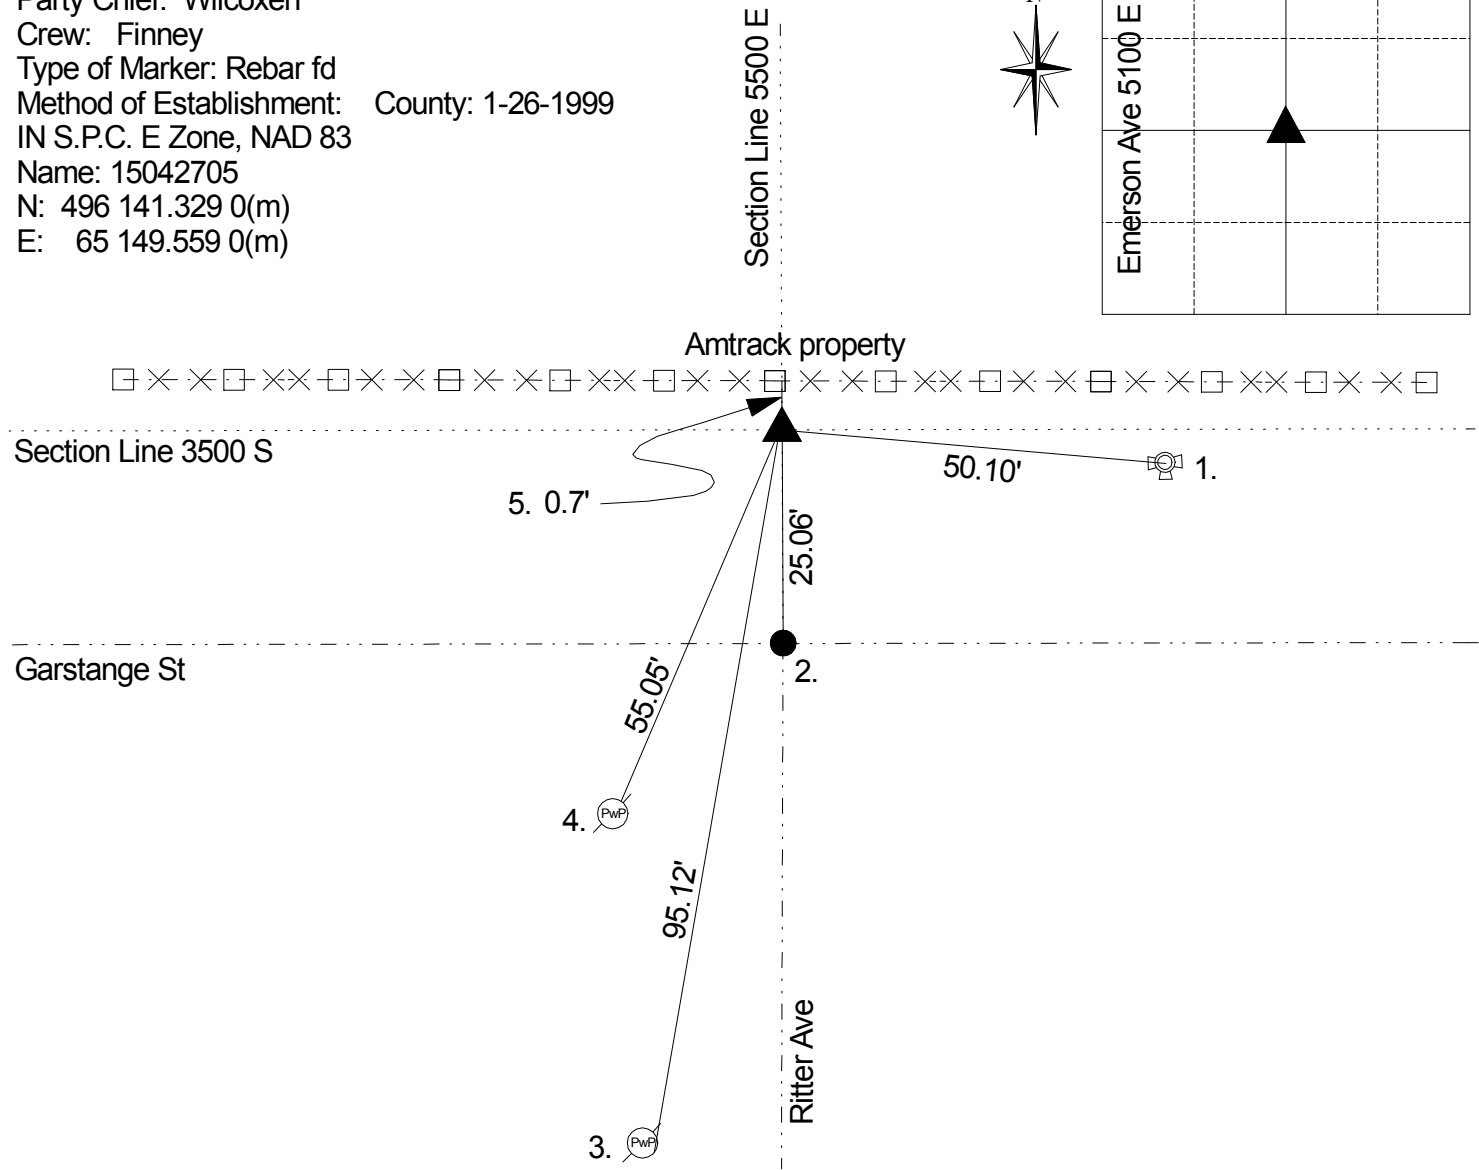 Party Chief: Wilcoxen
Crew: Finney
Type of Marker: Rebar fd
Method of Establishment: County: 1-26-1999
IN S.P.C. E Zone, NAD 83
Name: 15042705
N: 496 141.329 0(m)
E: 65 149.559 0(m)
Section Line 5500 E
N
Emerson Ave 5100 E
Amtrack property
Section Line 3500 S
50.10'
1.
5. 0.7'
25.06'
Garstange St
2.
55.05'
4.
PwP
95.12'
Ritter Ave
3.
PwP